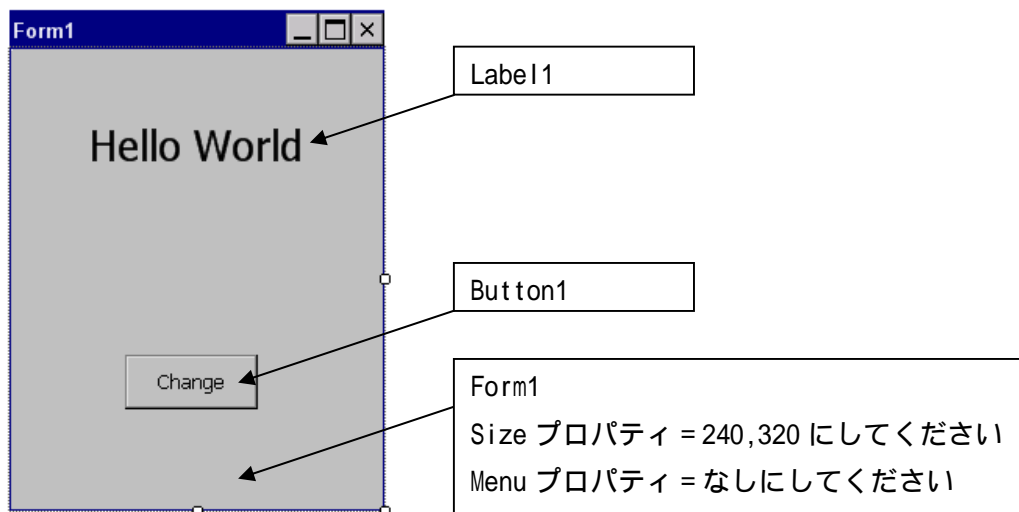 Form1
Label1
Hello World
Button1
Change
Form1
Size プロパティ = 240,320 にしてください
Menu プロパティ = なしにしてください